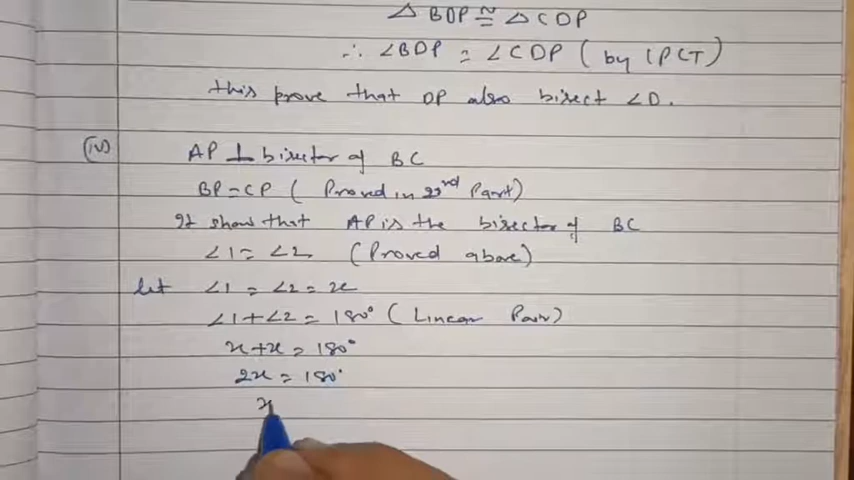 △ BDP ≅ △ CDP
∴ ∠BDP = ∠CDP ( by CPCT )
this prove that DP also bisect ∠D.
(iv) AP ⊥ bisector of BC
BP = CP ( Proved in 22nd Part )
It show that AP is the bisector of BC
∠1 = ∠2 ( Proved above )
let ∠1 = ∠2 = x
∠1 + ∠2 = 180° ( Linear Pair )
x + x = 180°
2x = 180°
x